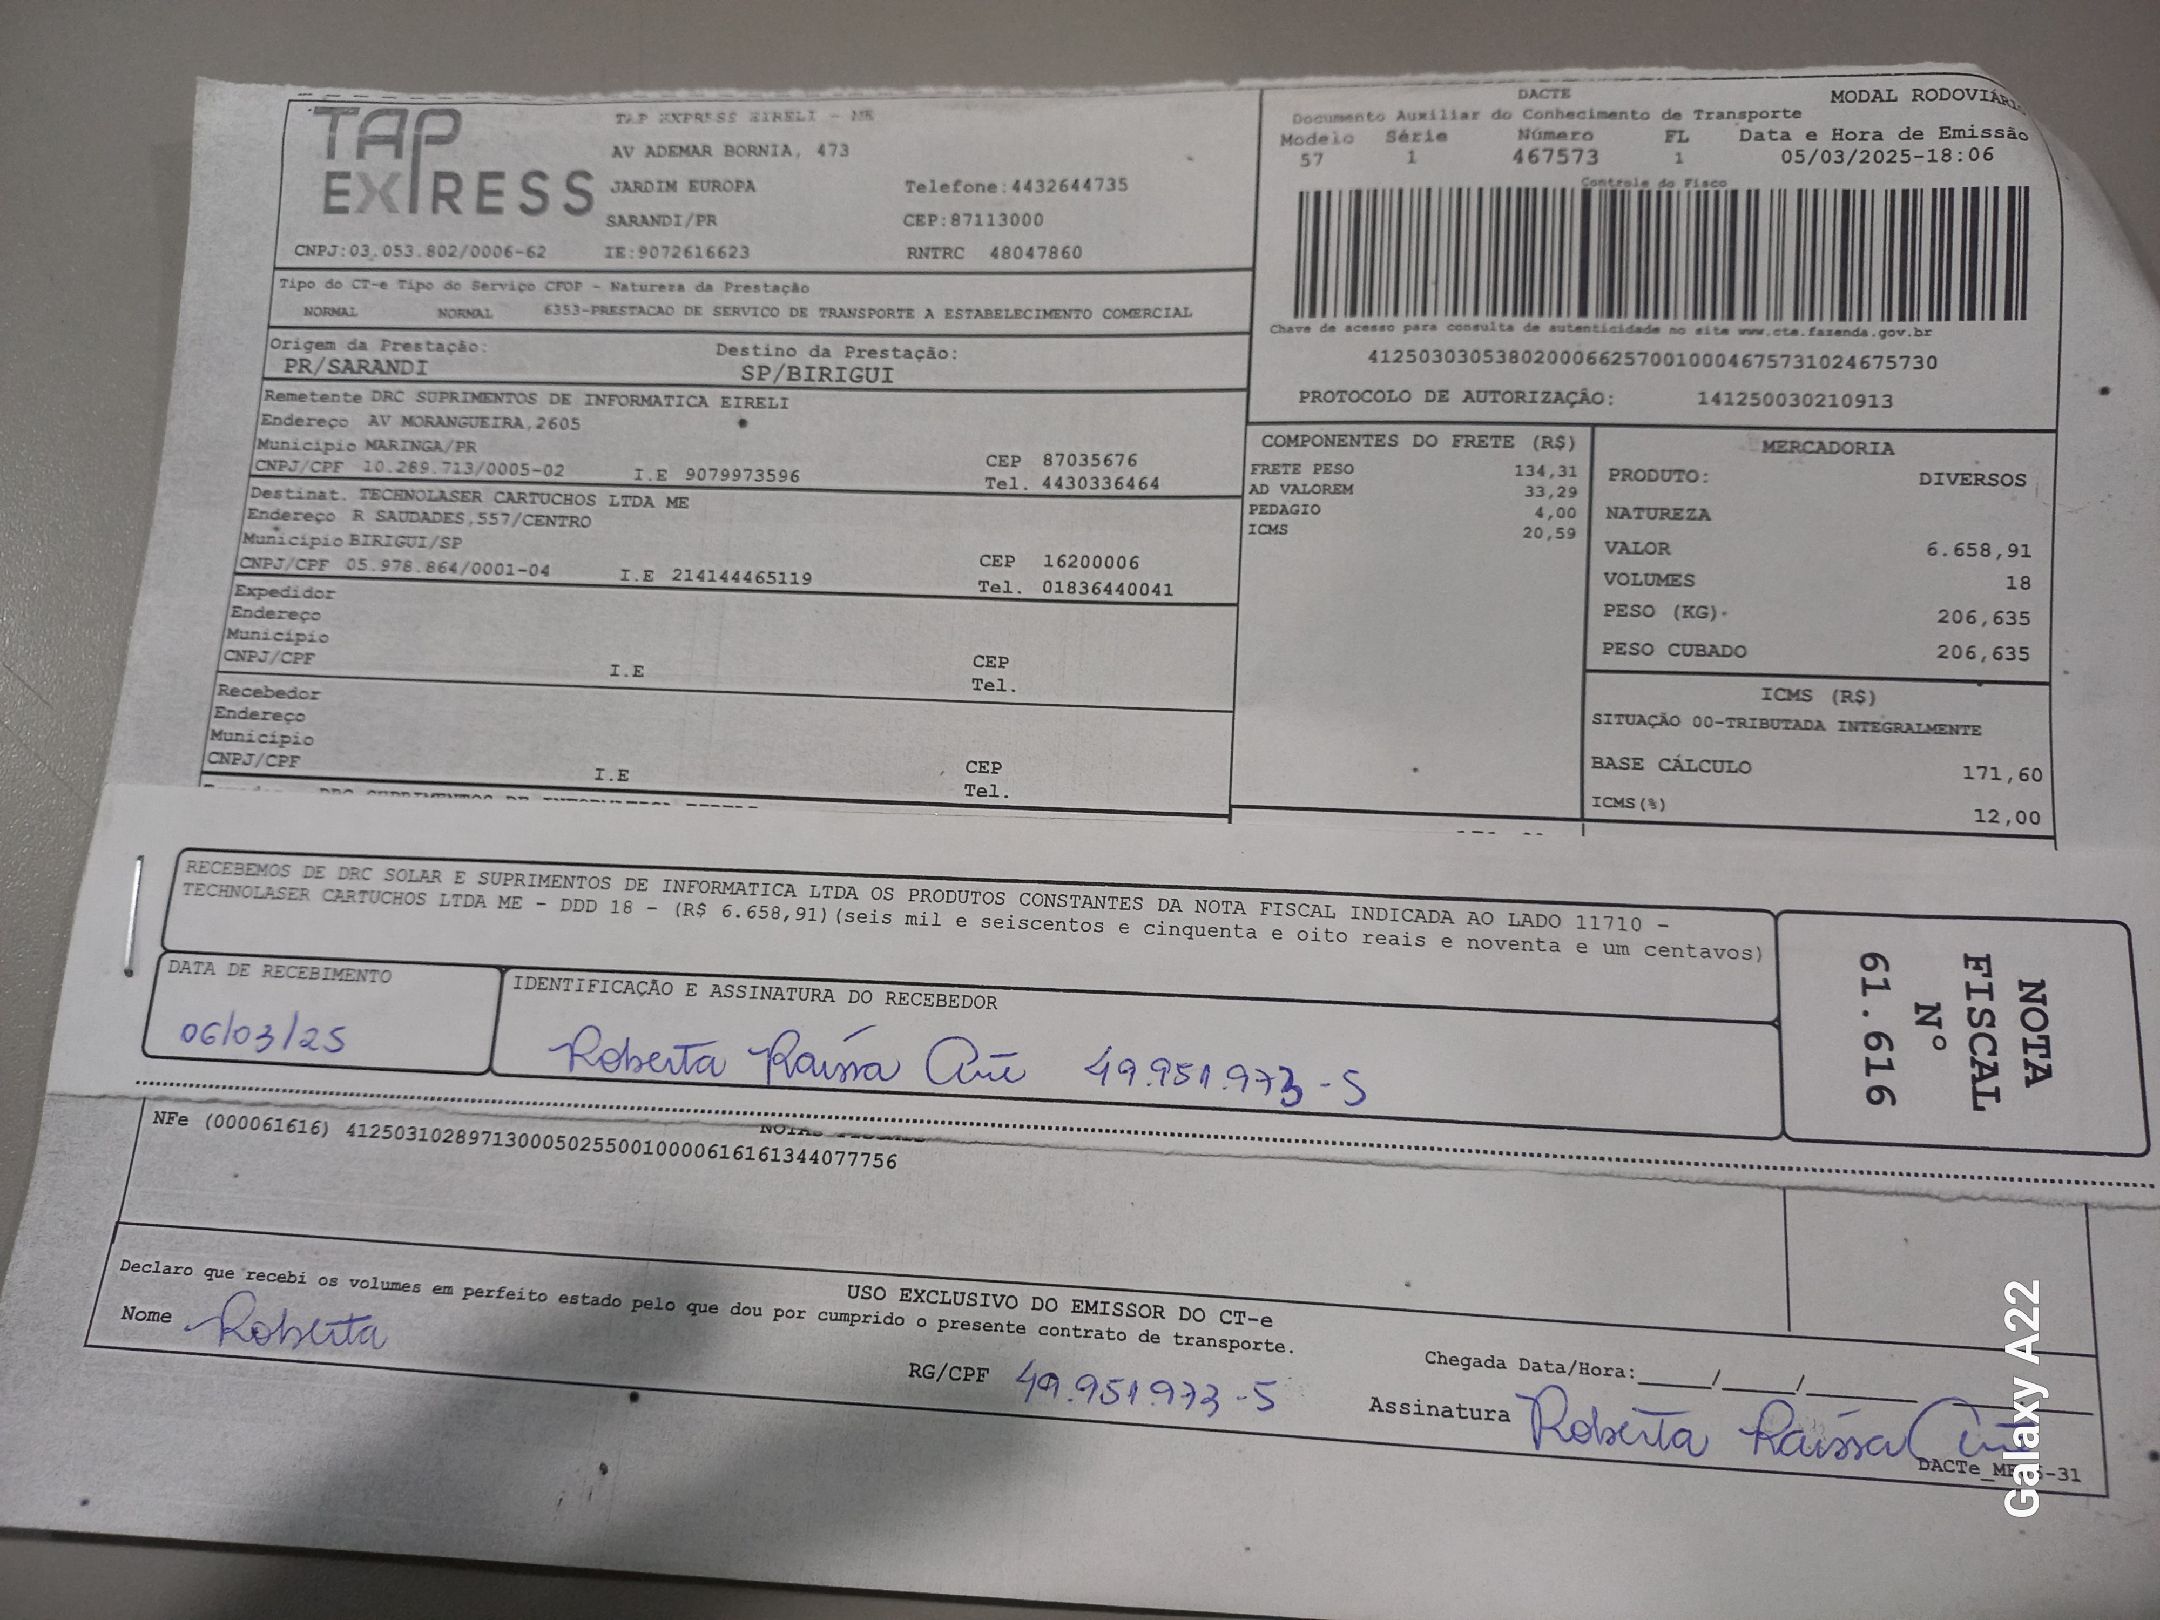 TAP EXPRESS
TAP EXPRESS EIRELI - ME
AV ADEMAR BORNIA, 473
JARDIM EUROPA Telefone:4432644735
SARANDI/PR CEP:87113000
CNPJ:03.053.802/0006-62 IE:9072616623 RNTRC 48047860
DACTE MODAL RODOVIÁRI
Documento Auxiliar do Conhecimento de Transporte
Modelo Série Número FL Data e Hora de Emissão
57 1 467573 1 05/03/2025-18:06
Controle do Fisco
Chave de acesso para consulta de autenticidade no site www.cte.fazenda.gov.br
41250303053802000662570010004675731024675730
PROTOCOLO DE AUTORIZAÇÃO: 141250030210913
Tipo do CT-e Tipo do Serviço CFOP - Natureza da Prestação
NORMAL NORMAL 6353-PRESTACAO DE SERVICO DE TRANSPORTE A ESTABELECIMENTO COMERCIAL
Origem da Prestação: Destino da Prestação:
PR/SARANDI SP/BIRIGUI
Remetente DRC SUPRIMENTOS DE INFORMATICA EIRELI
Endereço AV MORANGUEIRA,2605
Município MARINGA/PR CEP 87035676
CNPJ/CPF 10.289.713/0005-02 I.E 9079973596 Tel. 4430336464
Destinat. TECHNOLASER CARTUCHOS LTDA ME
Endereço R SAUDADES,557/CENTRO
Município BIRIGUI/SP CEP 16200006
CNPJ/CPF 05.978.864/0001-04 I.E 214144465119 Tel. 01836440041
Expedidor
Endereço
Município CEP
CNPJ/CPF I.E Tel.
Recebedor
Endereço
Município CEP
CNPJ/CPF I.E Tel.
COMPONENTES DO FRETE (R$)
FRETE PESO 134,31
AD VALOREM 33,29
PEDAGIO 4,00
ICMS 20,59
MERCADORIA
PRODUTO: DIVERSOS
NATUREZA
VALOR 6.658,91
VOLUMES 18
PESO (KG) 206,635
PESO CUBADO 206,635
ICMS (R$)
SITUAÇÃO 00-TRIBUTADA INTEGRALMENTE
BASE CÁLCULO 171,60
ICMS(%) 12,00
RECEBEMOS DE DRC SOLAR E SUPRIMENTOS DE INFORMATICA LTDA OS PRODUTOS CONSTANTES DA NOTA FISCAL INDICADA AO LADO 11710 -
TECHNOLASER CARTUCHOS LTDA ME - DDD 18 - (R$ 6.658,91)(seis mil e seiscentos e cinquenta e oito reais e noventa e um centavos)
DATA DE RECEBIMENTO IDENTIFICAÇÃO E ASSINATURA DO RECEBEDOR
06/03/25 Roberta Raíssa 49.951.973-5
NOTA
FISCAL
Nº
61.616
NFe (000061616) 41250310289713000502550010000616161344077756
USO EXCLUSIVO DO EMISSOR DO CT-e
Declaro que recebi os volumes em perfeito estado pelo que dou por cumprido o presente contrato de transporte.
Nome Roberta RG/CPF 49.951.973-5
Chegada Data/Hora:_____/_____/________
Assinatura Roberta Raíssa
Galaxy A22